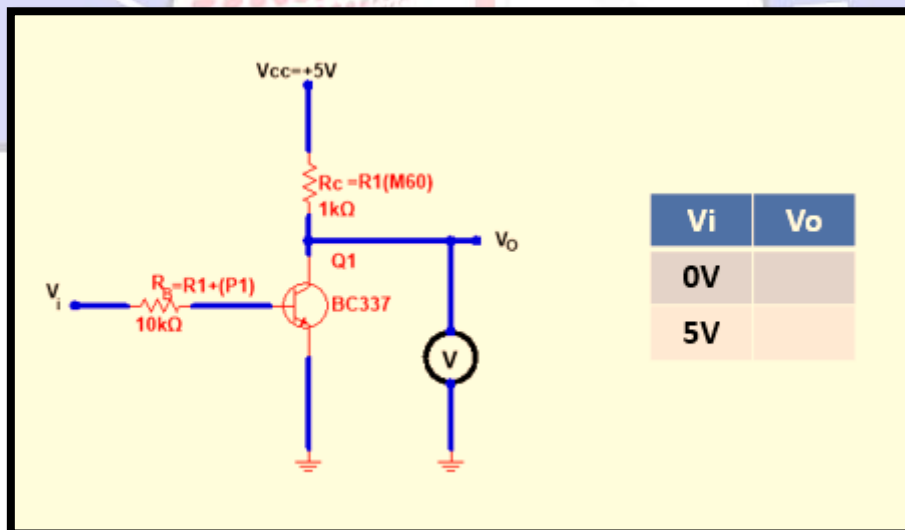 Vcc=+5V
Rc =R1(M60)
1kΩ
Vo
Q1
RB=R1+(P1)
Vi
BC337
10kΩ
V
Vi Vo
0V
5V